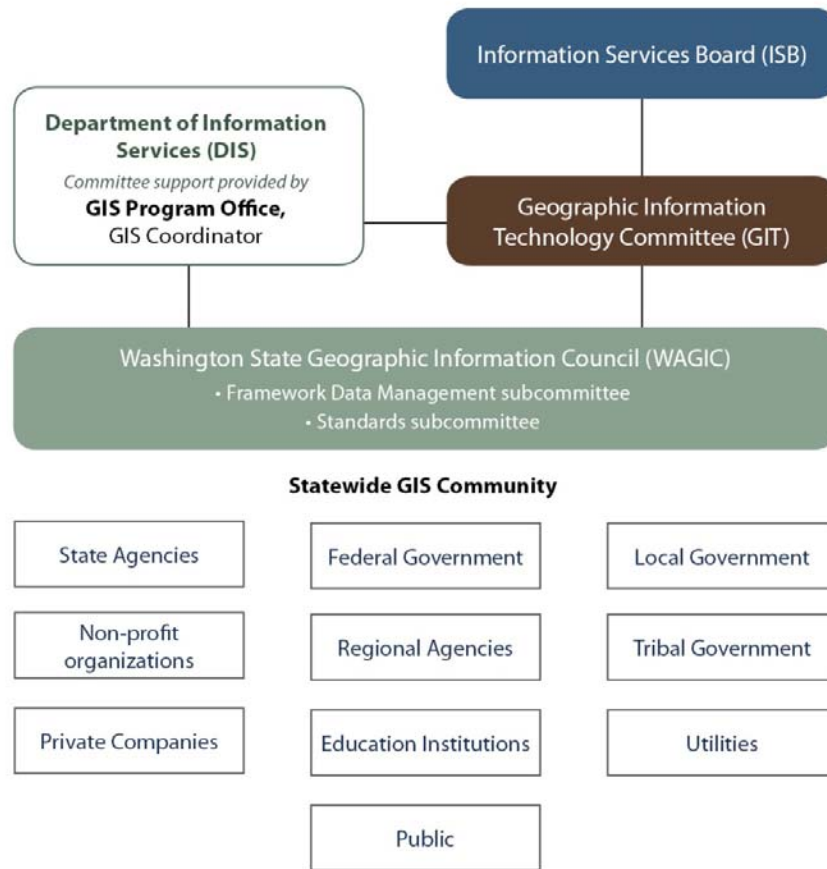 Information Services Board (ISB)
Department of Information
Services (DIS)
Committee support provided by
GIS Program Office,
GIS Coordinator
Geographic Information
Technology Committee (GIT)
Washington State Geographic Information Council (WAGIC)
• Framework Data Management subcommittee
• Standards subcommittee
Statewide GIS Community
State Agencies
Federal Government
Local Government
Non-profit
organizations
Regional Agencies
Tribal Government
Private Companies
Education Institutions
Utilities
Public